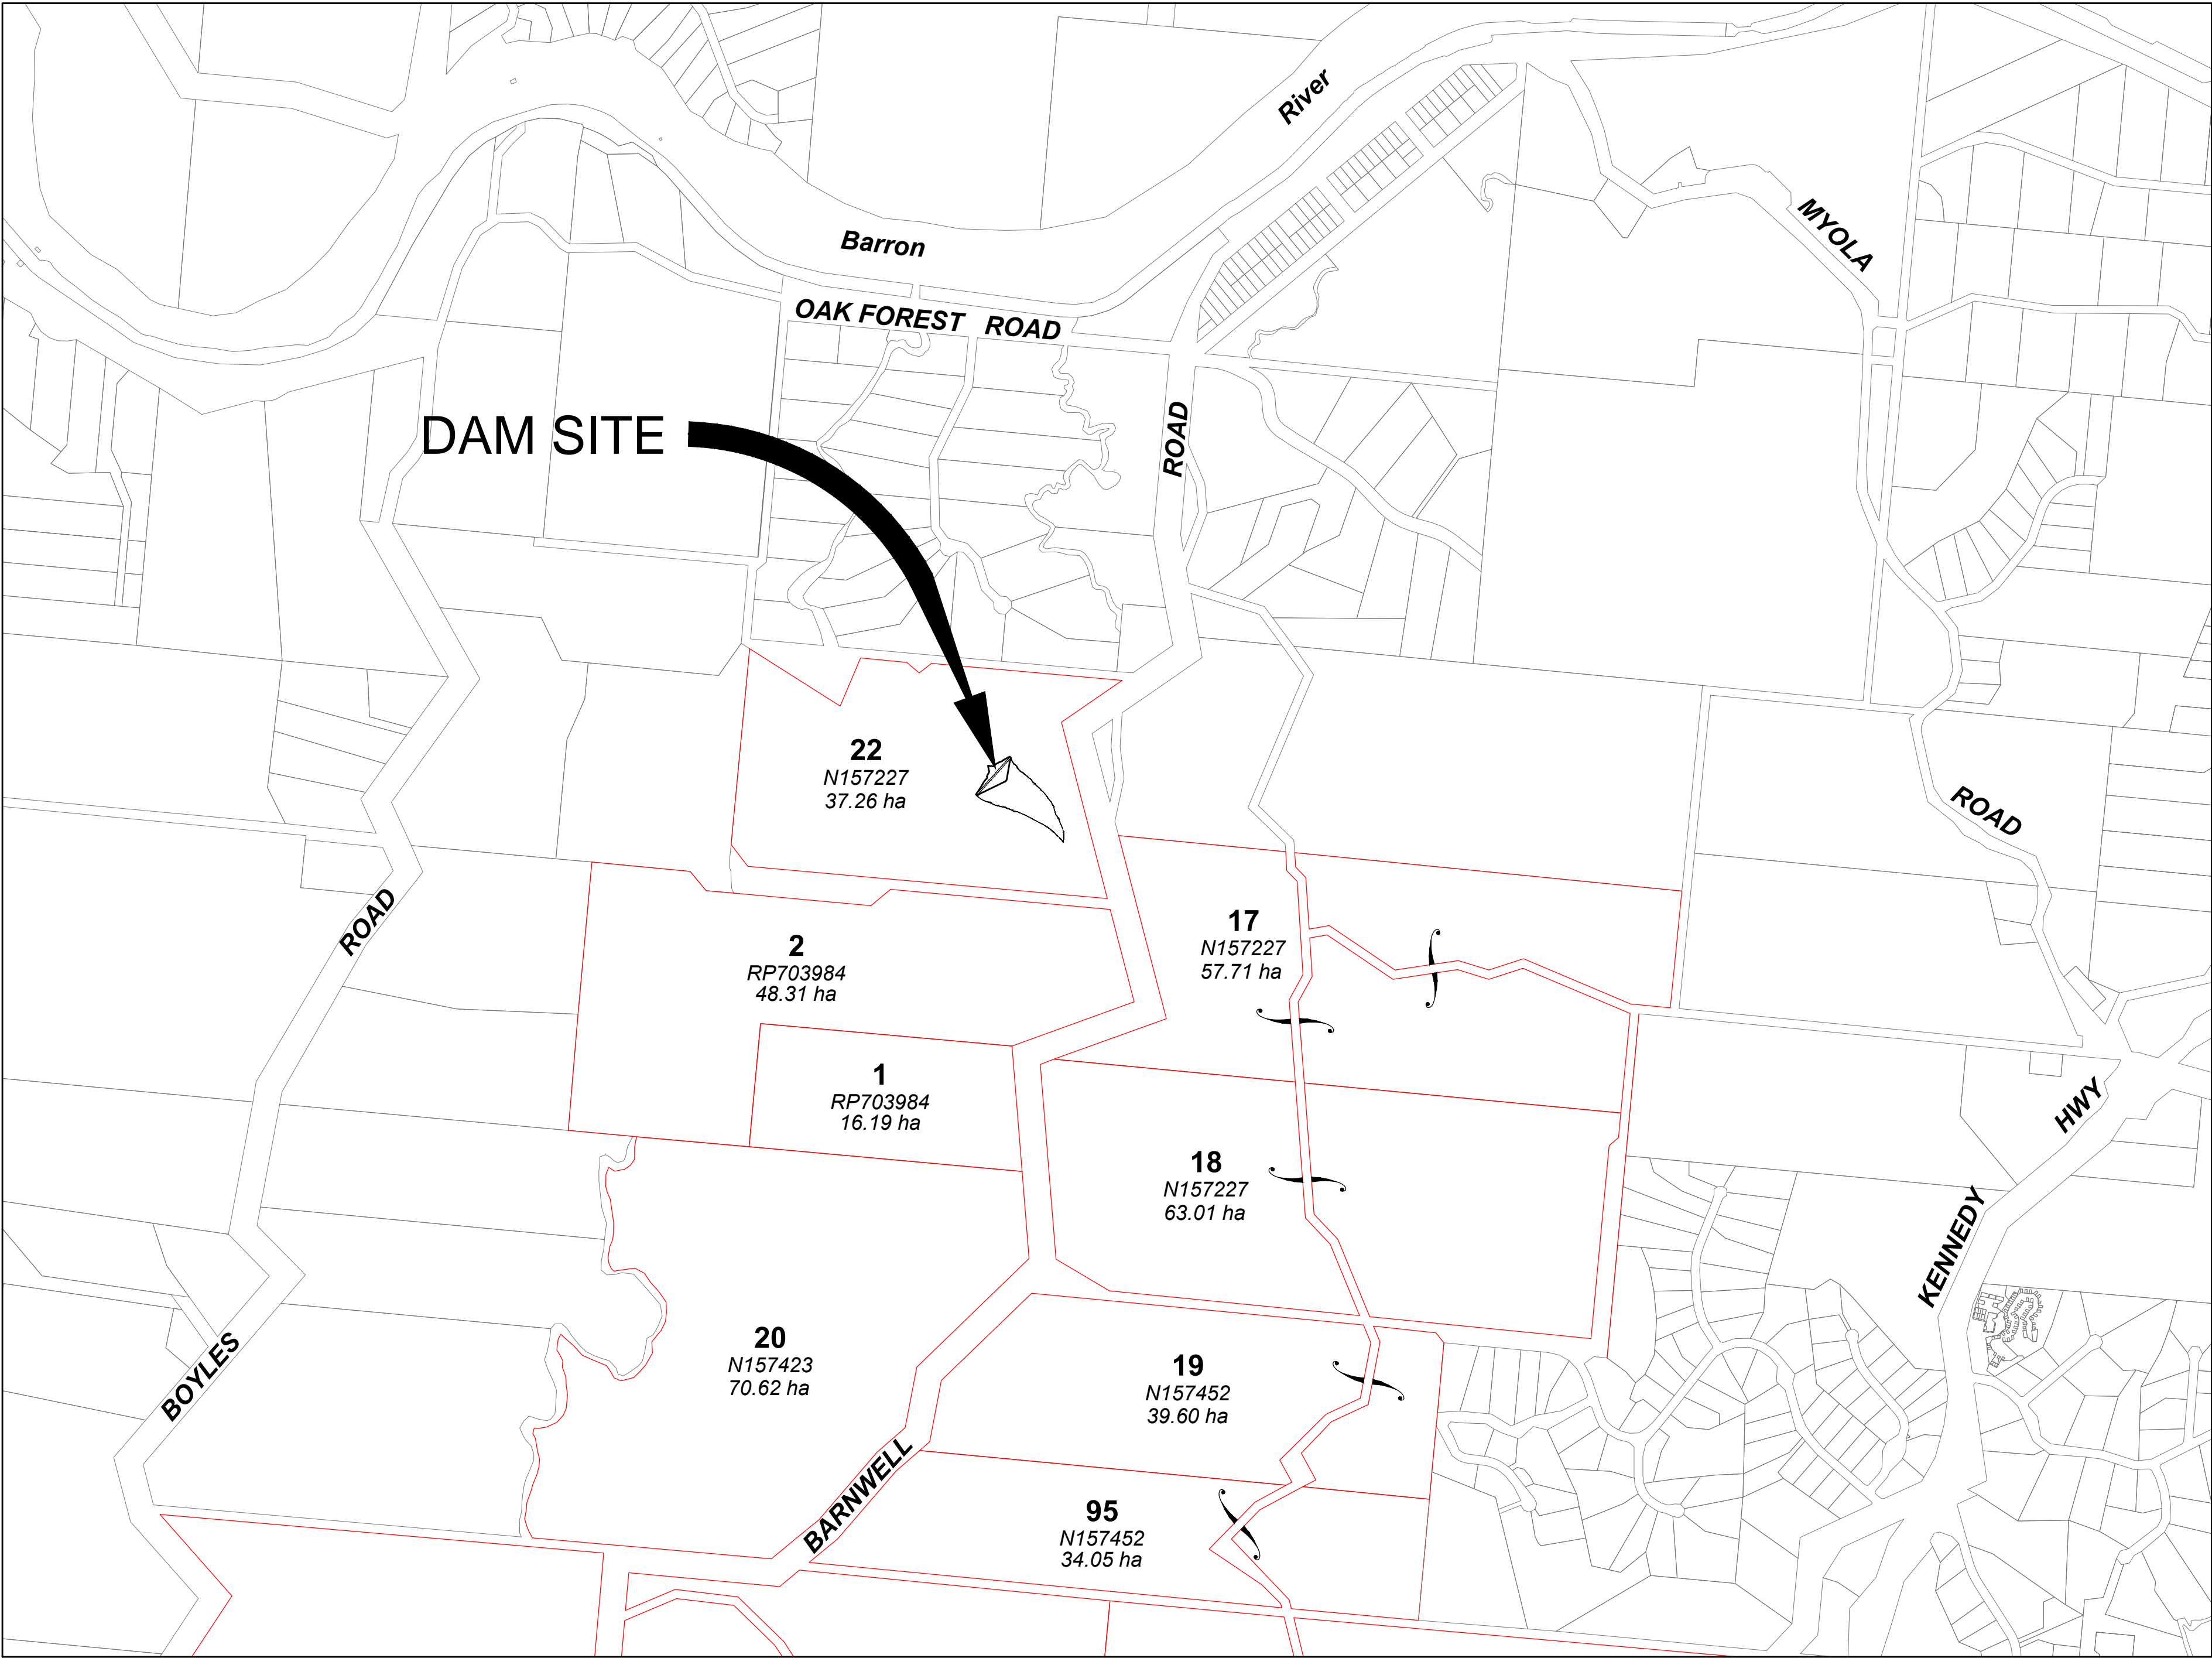 River
MYOLA
Barron
OAK FOREST ROAD
DAM SITE
ROAD
22
N157227
37.26 ha
ROAD
ROAD
17
N157227
57.71 ha
2
RP703984
48.31 ha
1
RP703984
16.19 ha
HWY
18
N157227
63.01 ha
KENNEDY
20
N157423
70.62 ha
19
N157452
39.60 ha
BOYLES
BARNWELL
95
N157452
34.05 ha